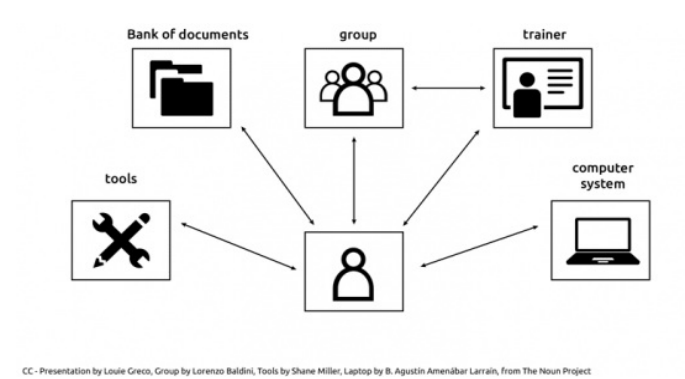 Bank of documents
group
trainer
tools
computer
system
CC - Presentation by Louie Greco, Group by Lorenzo Baldini, Tools by Shane Miller, Laptop by B. Agustín Amenábar Larraín, from The Noun Project